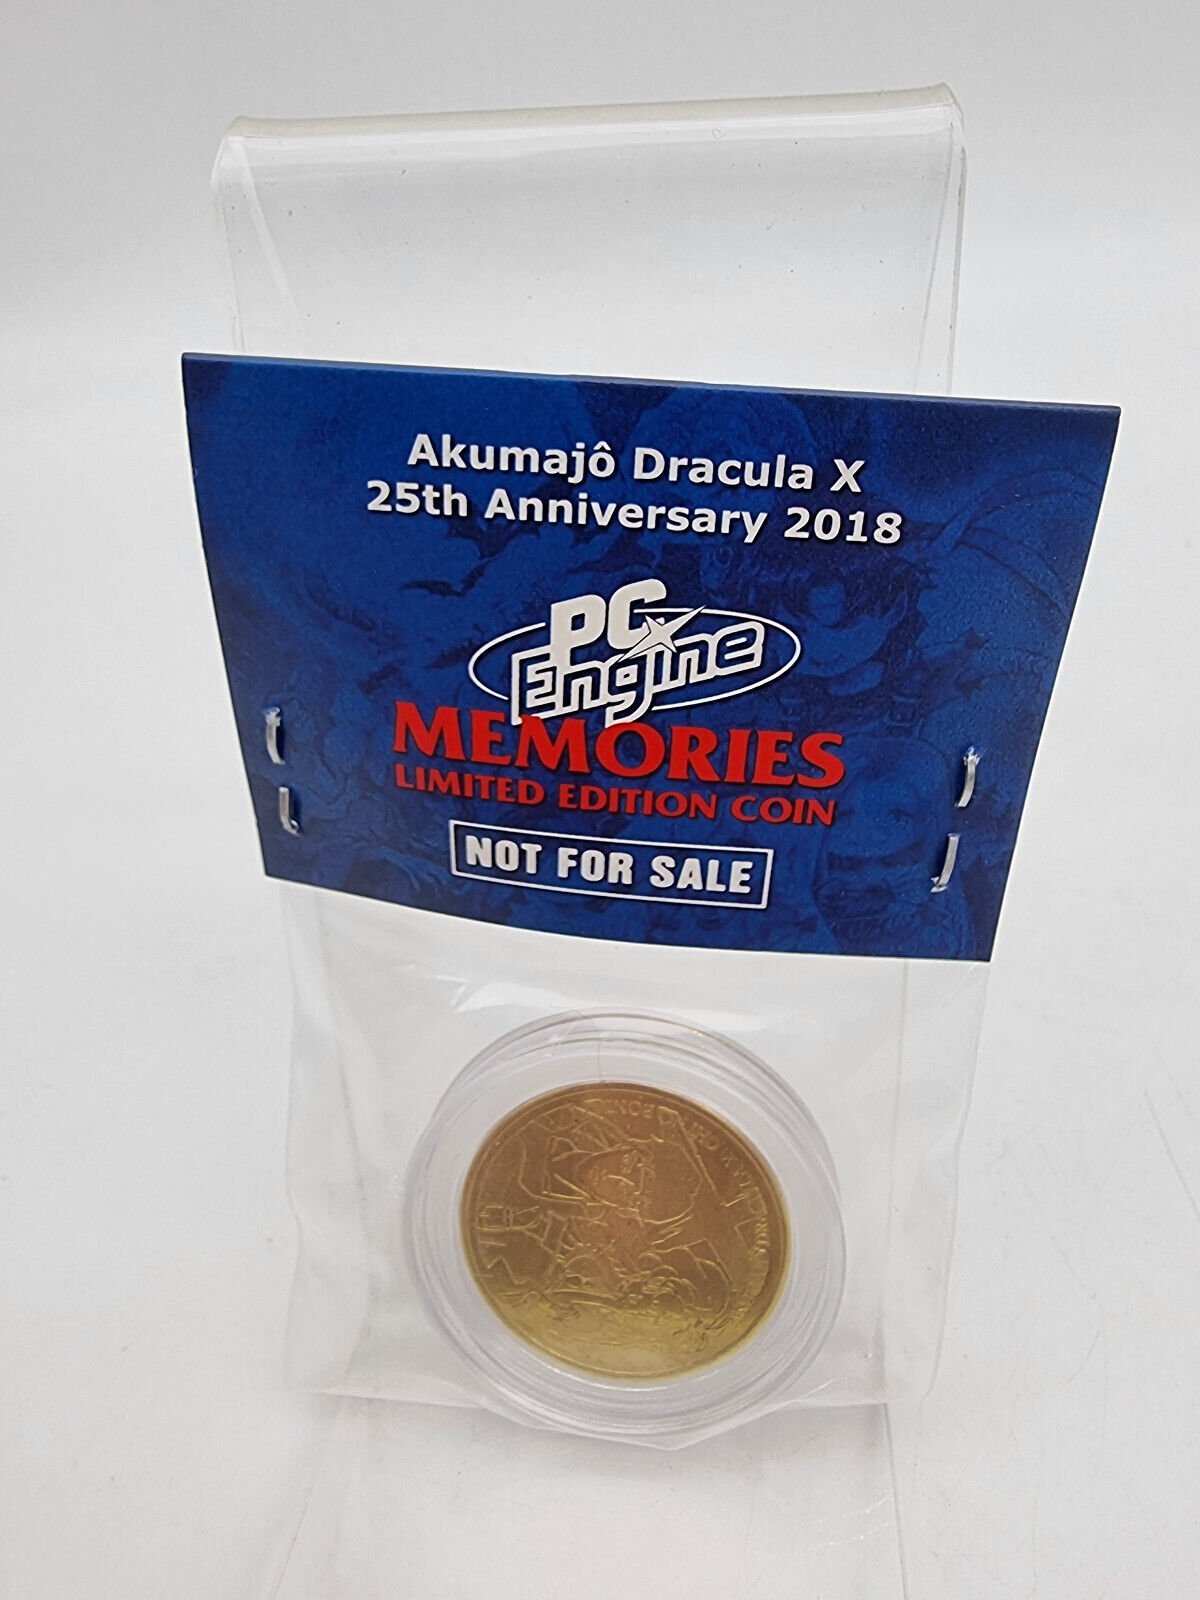 Akumajô Dracula X
25th Anniversary 2018
PC
Engine
MEMORIES
LIMITED EDITION COIN
NOT FOR SALE